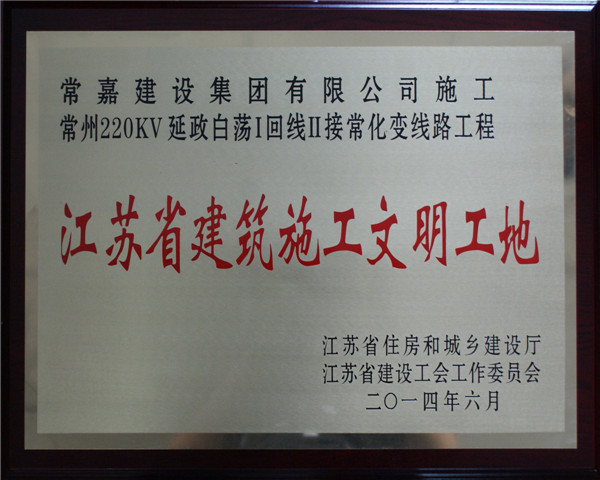 常嘉建设集团有限公司施工
常州220KV 延政白荡I回线II接常化变线路工程
江苏省建筑施工文明工地
江苏省住房和城乡建设厅
江苏省建设工会工作委员会
二〇一四年六月